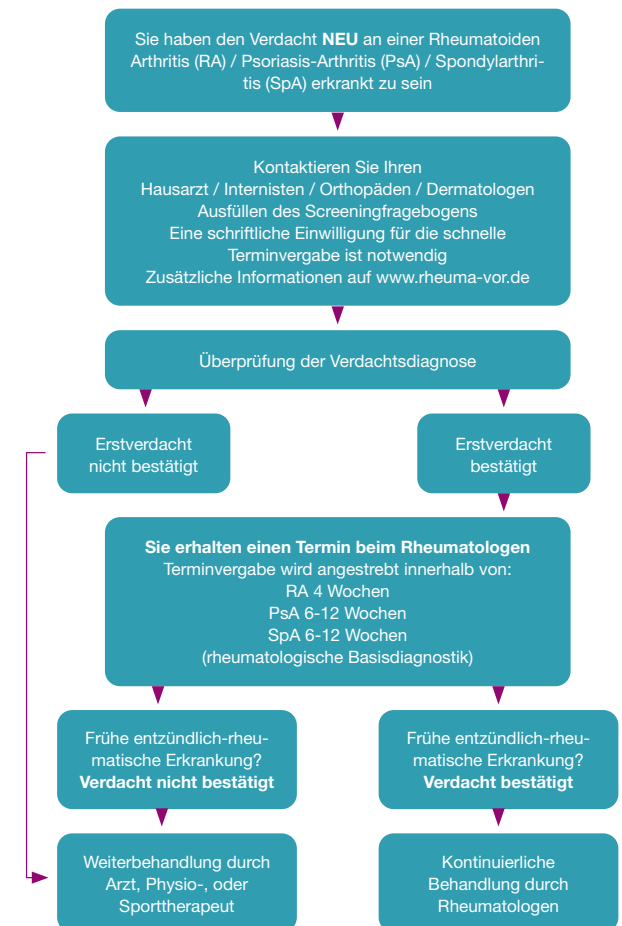 Sie haben den Verdacht NEU an einer Rheumatoiden
Arthritis (RA) / Psoriasis-Arthritis (PsA) / Spondylarthri-
tis (SpA) erkrankt zu sein
Kontaktieren Sie Ihren
Hausarzt / Internisten / Orthopäden / Dermatologen
Ausfüllen des Screeningfragebogens
Eine schriftliche Einwilligung für die schnelle
Terminvergabe ist notwendig
Zusätzliche Informationen auf www.rheuma-vor.de
Überprüfung der Verdachtsdiagnose
Erstverdacht
nicht bestätigt
Erstverdacht
bestätigt
Sie erhalten einen Termin beim Rheumatologen
Terminvergabe wird angestrebt innerhalb von:
RA 4 Wochen
PsA 6-12 Wochen
SpA 6-12 Wochen
(rheumatologische Basisdiagnostik)
Frühe entzündlich-rheu-
matische Erkrankung?
Verdacht nicht bestätigt
Frühe entzündlich-rheu-
matische Erkrankung?
Verdacht bestätigt
Weiterbehandlung durch
Arzt, Physio-, oder
Sporttherapeut
Kontinuierliche
Behandlung durch
Rheumatologen